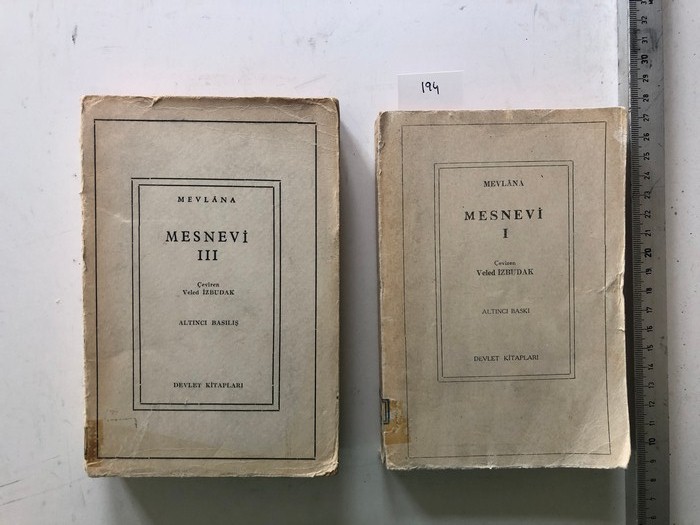 MEVLÂNA
MESNEVİ
III
Çeviren
Veled İZBUDAK
ALTINCI BASILIŞ
DEVLET KİTAPLARI
194
MEVLÂNA
MESNEVİ
I
Çeviren
Veled İZBUDAK
ALTINCI BASKI
DEVLET KİTAPLARI